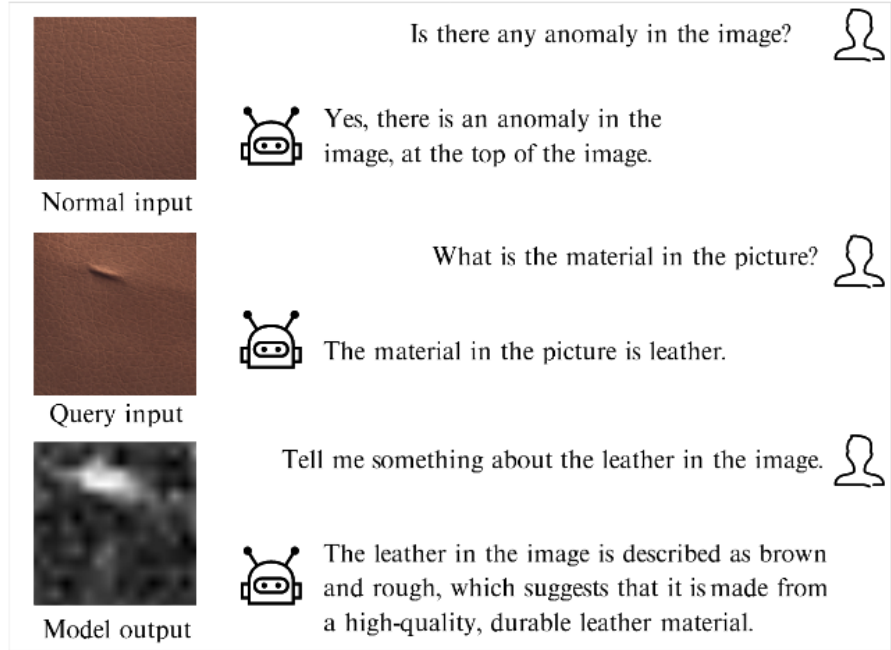 Is there any anomaly in the image?
Yes, there is an anomaly in the
image, at the top of the image.
Normal input
What is the material in the picture?
The material in the picture is leather.
Query input
Tell me something about the leather in the image.
The leather in the image is described as brown
and rough, which suggests that it is made from
a high-quality, durable leather material.
Model output